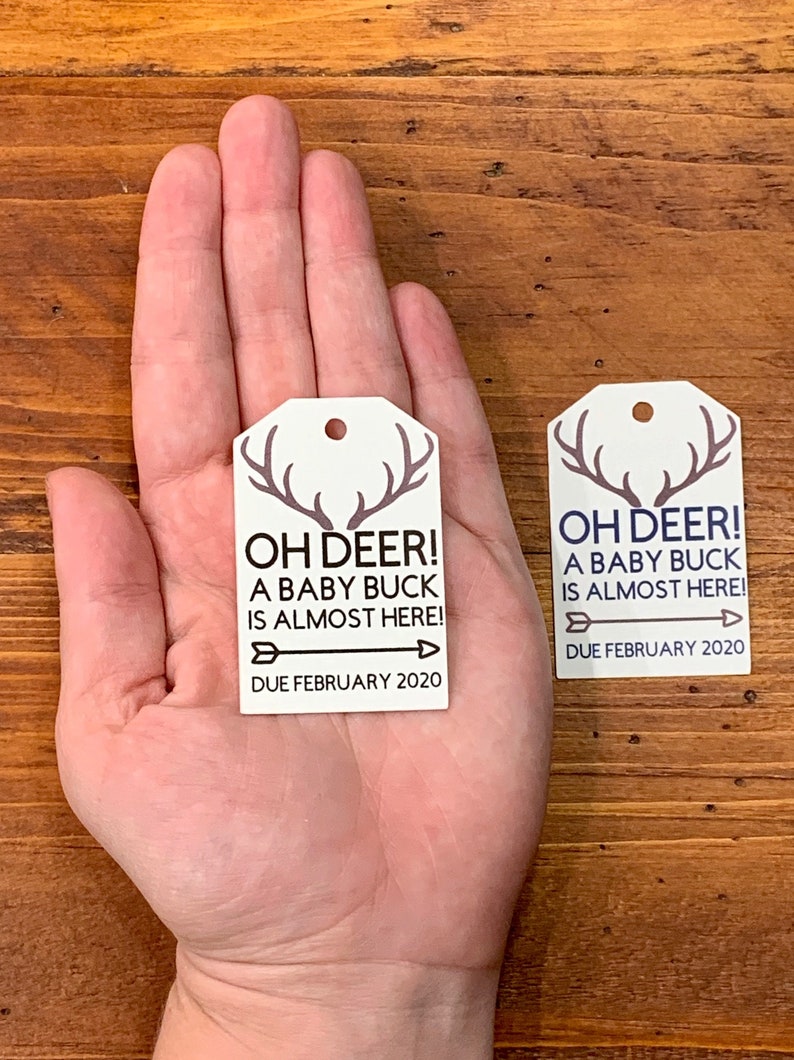 OH DEER!
A BABY BUCK
IS ALMOST HERE!
DUE FEBRUARY 2020
OH DEER!
A BABY BUCK
IS ALMOST HERE!
DUE FEBRUARY 2020